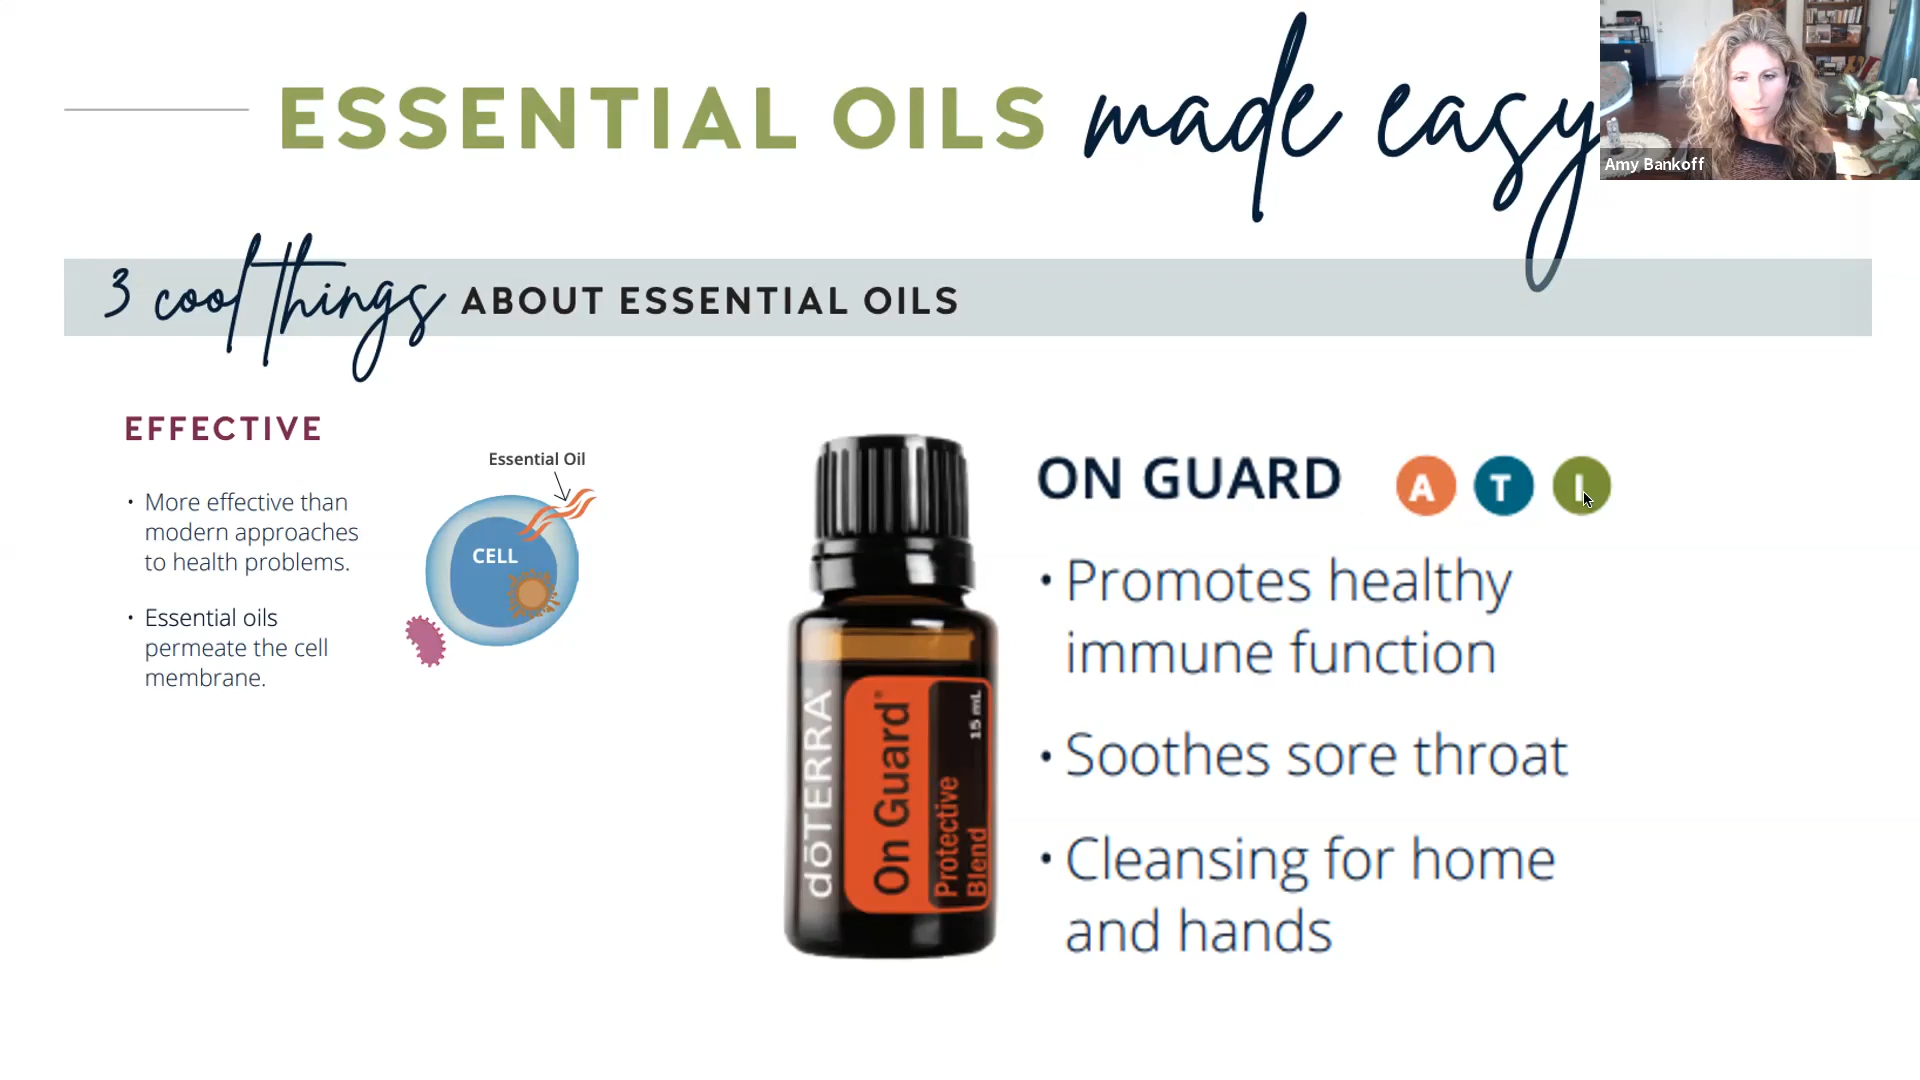 ESSENTIAL OILS made easy
Amy Bankoff
3 cool things ABOUT ESSENTIAL OILS
EFFECTIVE
• More effective than
modern approaches
to health problems.
• Essential oils
permeate the cell
membrane.
Essential Oil
CELL
dōTERRA®
On Guard®
Protective
Blend
15 mL
ON GUARD A T I
• Promotes healthy
immune function
• Soothes sore throat
• Cleansing for home
and hands